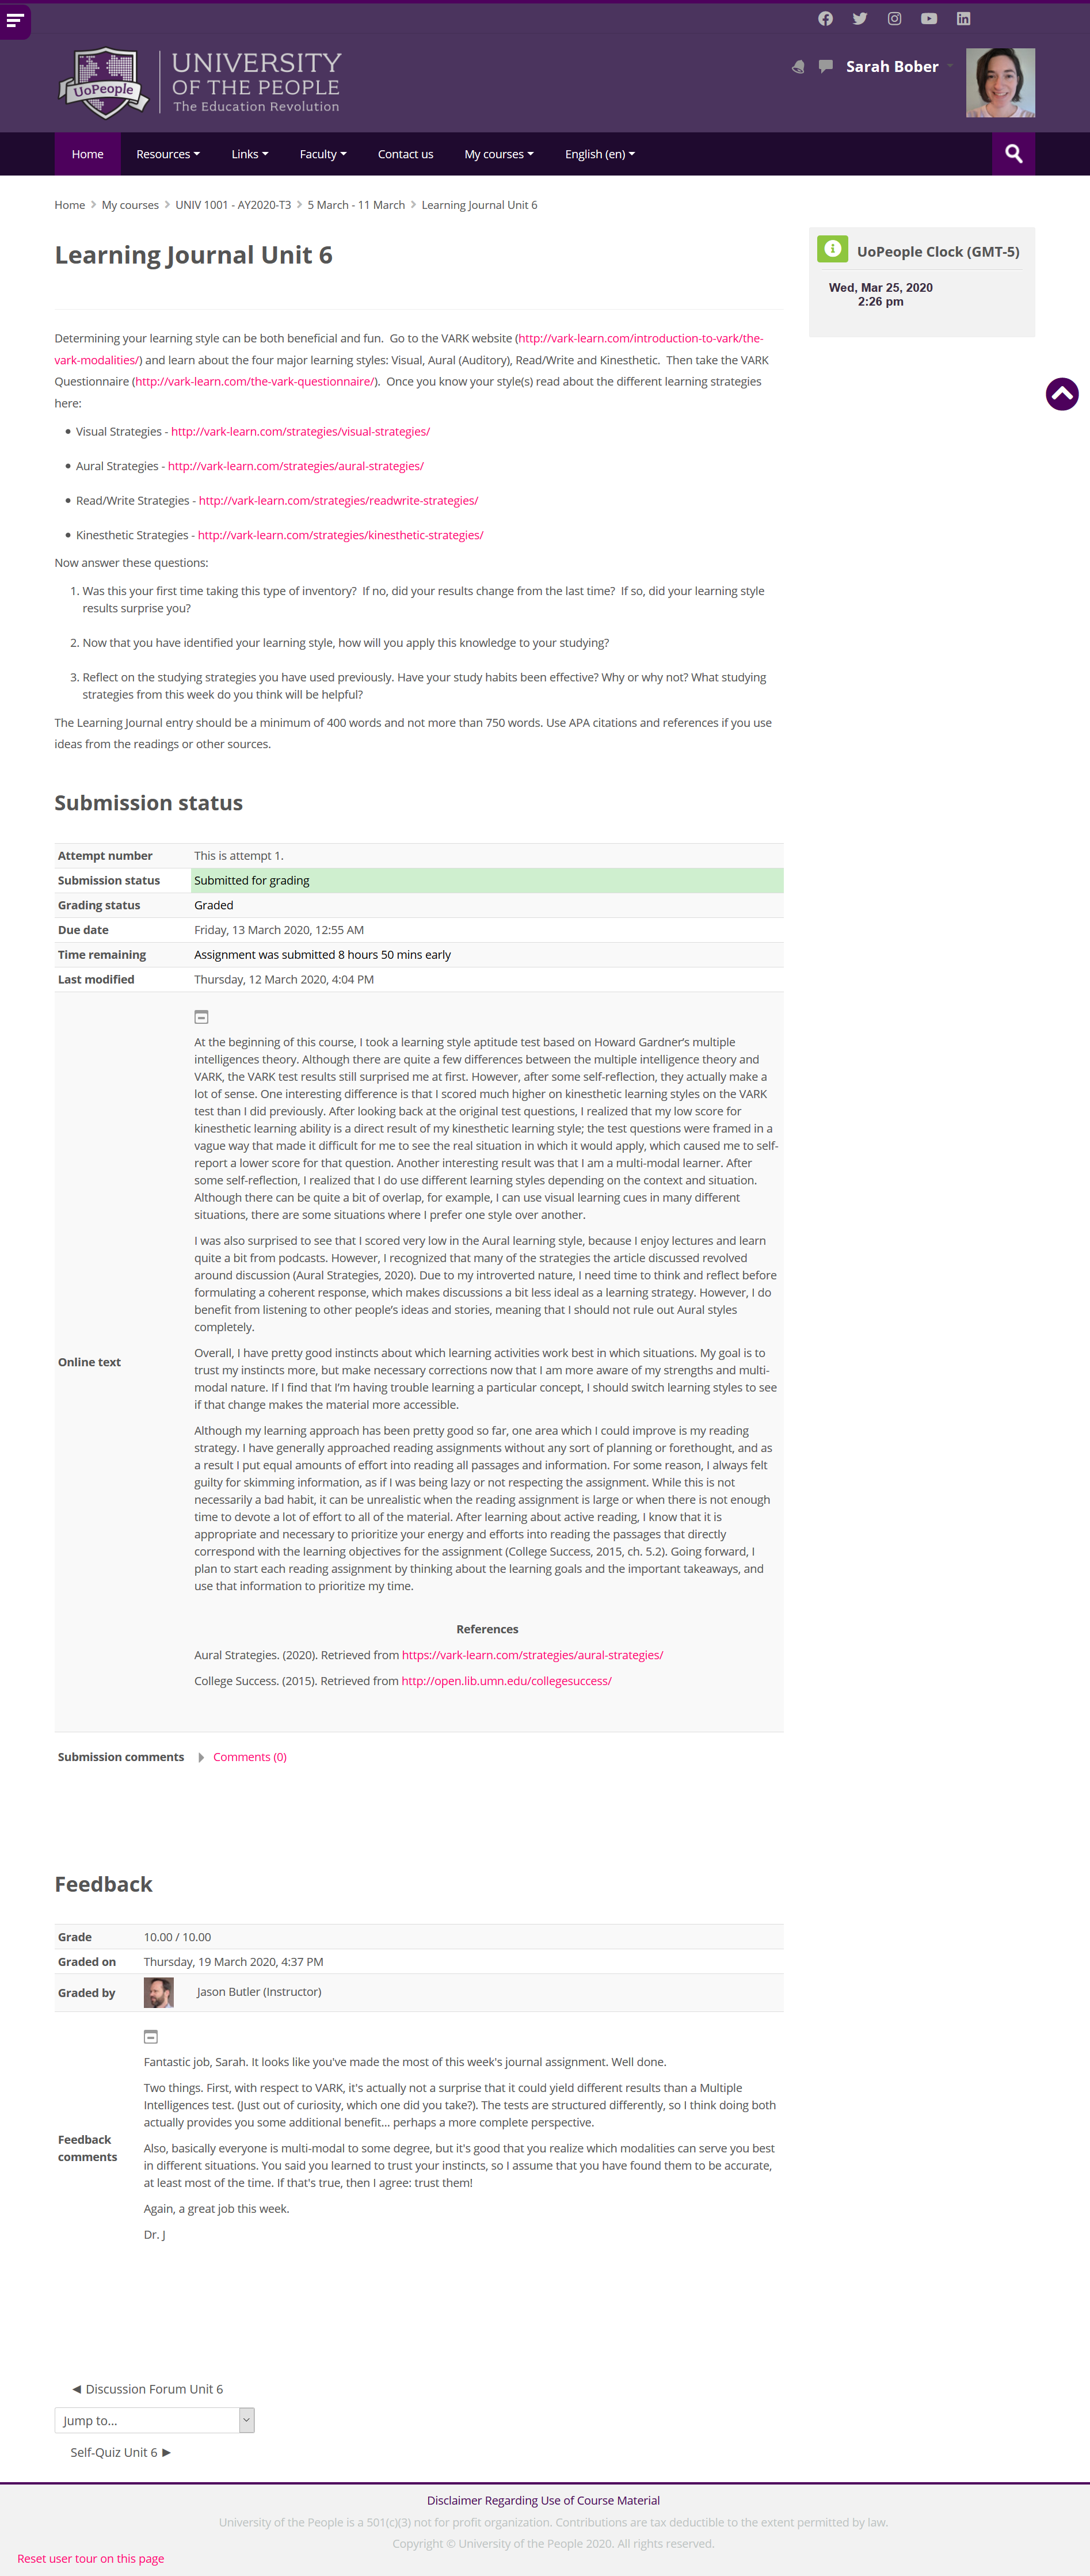 UoPeople
UNIVERSITY
OF THE PEOPLE
The Education Revolution
Sarah Bober
Home
Resources
Links
Faculty
Contact us
My courses
English (en)
Home > My courses > UNIV 1001 - AY2020-T3 > 5 March - 11 March > Learning Journal Unit 6
Learning Journal Unit 6
UoPeople Clock (GMT-5)
Wed, Mar 25, 2020
2:26 pm
Determining your learning style can be both beneficial and fun.  Go to the VARK website (http://vark-learn.com/introduction-to-vark/the-
vark-modalities/) and learn about the four major learning styles: Visual, Aural (Auditory), Read/Write and Kinesthetic.  Then take the VARK
Questionnaire (http://vark-learn.com/the-vark-questionnaire/).  Once you know your style(s) read about the different learning strategies
here:
• Visual Strategies - http://vark-learn.com/strategies/visual-strategies/
• Aural Strategies - http://vark-learn.com/strategies/aural-strategies/
• Read/Write Strategies - http://vark-learn.com/strategies/readwrite-strategies/
• Kinesthetic Strategies - http://vark-learn.com/strategies/kinesthetic-strategies/
Now answer these questions:
1. Was this your first time taking this type of inventory?  If no, did your results change from the last time?  If so, did your learning style
results surprise you?
2. Now that you have identified your learning style, how will you apply this knowledge to your studying?
3. Reflect on the studying strategies you have used previously. Have your study habits been effective? Why or why not? What studying
strategies from this week do you think will be helpful?
The Learning Journal entry should be a minimum of 400 words and not more than 750 words. Use APA citations and references if you use
ideas from the readings or other sources.
Submission status
Attempt number This is attempt 1.
Submission status Submitted for grading
Grading status Graded
Due date Friday, 13 March 2020, 12:55 AM
Time remaining Assignment was submitted 8 hours 50 mins early
Last modified Thursday, 12 March 2020, 4:04 PM
Online text
At the beginning of this course, I took a learning style aptitude test based on Howard Gardner's multiple
intelligences theory. Although there are quite a few differences between the multiple intelligence theory and
VARK, the VARK test results still surprised me at first. However, after some self-reflection, they actually make a
lot of sense. One interesting difference is that I scored much higher on kinesthetic learning styles on the VARK
test than I did previously. After looking back at the original test questions, I realized that my low score for
kinesthetic learning ability is a direct result of my kinesthetic learning style; the test questions were framed in a
vague way that made it difficult for me to see the real situation in which it would apply, which caused me to self-
report a lower score for that question. Another interesting result was that I am a multi-modal learner. After
some self-reflection, I realized that I do use different learning styles depending on the context and situation.
Although there can be quite a bit of overlap, for example, I can use visual learning cues in many different
situations, there are some situations where I prefer one style over another.
I was also surprised to see that I scored very low in the Aural learning style, because I enjoy lectures and learn
quite a bit from podcasts. However, I recognized that many of the strategies the article discussed revolved
around discussion (Aural Strategies, 2020). Due to my introverted nature, I need time to think and reflect before
formulating a coherent response, which makes discussions a bit less ideal as a learning strategy. However, I do
benefit from listening to other people's ideas and stories, meaning that I should not rule out Aural styles
completely.
Overall, I have pretty good instincts about which learning activities work best in which situations. My goal is to
trust my instincts more, but make necessary corrections now that I am more aware of my strengths and multi-
modal nature. If I find that I'm having trouble learning a particular concept, I should switch learning styles to see
if that change makes the material more accessible.
Although my learning approach has been pretty good so far, one area which I could improve is my reading
strategy. I have generally approached reading assignments without any sort of planning or forethought, and as
a result I put equal amounts of effort into reading all passages and information. For some reason, I always felt
guilty for skimming information, as if I was being lazy or not respecting the assignment. While this is not
necessarily a bad habit, it can be unrealistic when the reading assignment is large or when there is not enough
time to devote a lot of effort to all of the material. After learning about active reading, I know that it is
appropriate and necessary to prioritize your energy and efforts into reading the passages that directly
correspond with the learning objectives for the assignment (College Success, 2015, ch. 5.2). Going forward, I
plan to start each reading assignment by thinking about the learning goals and the important takeaways, and
use that information to prioritize my time.
References
Aural Strategies. (2020). Retrieved from https://vark-learn.com/strategies/aural-strategies/
College Success. (2015). Retrieved from http://open.lib.umn.edu/collegesuccess/
Submission comments Comments (0)
Feedback
Grade 10.00 / 10.00
Graded on Thursday, 19 March 2020, 4:37 PM
Graded by Jason Butler (Instructor)
Feedback
comments
Fantastic job, Sarah. It looks like you've made the most of this week's journal assignment. Well done.
Two things. First, with respect to VARK, it's actually not a surprise that it could yield different results than a Multiple
Intelligences test. (Just out of curiosity, which one did you take?). The tests are structured differently, so I think doing both
actually provides you some additional benefit... perhaps a more complete perspective.
Also, basically everyone is multi-modal to some degree, but it's good that you realize which modalities can serve you best
in different situations. You said you learned to trust your instincts, so I assume that you have found them to be accurate,
at least most of the time. If that's true, then I agree: trust them!
Again, a great job this week.
Dr. J
◄ Discussion Forum Unit 6
Jump to...
Self-Quiz Unit 6 ►
Disclaimer Regarding Use of Course Material
University of the People is a 501(c)(3) not for profit organization. Contributions are tax deductible to the extent permitted by law.
Copyright © University of the People 2020. All rights reserved.
Reset user tour on this page